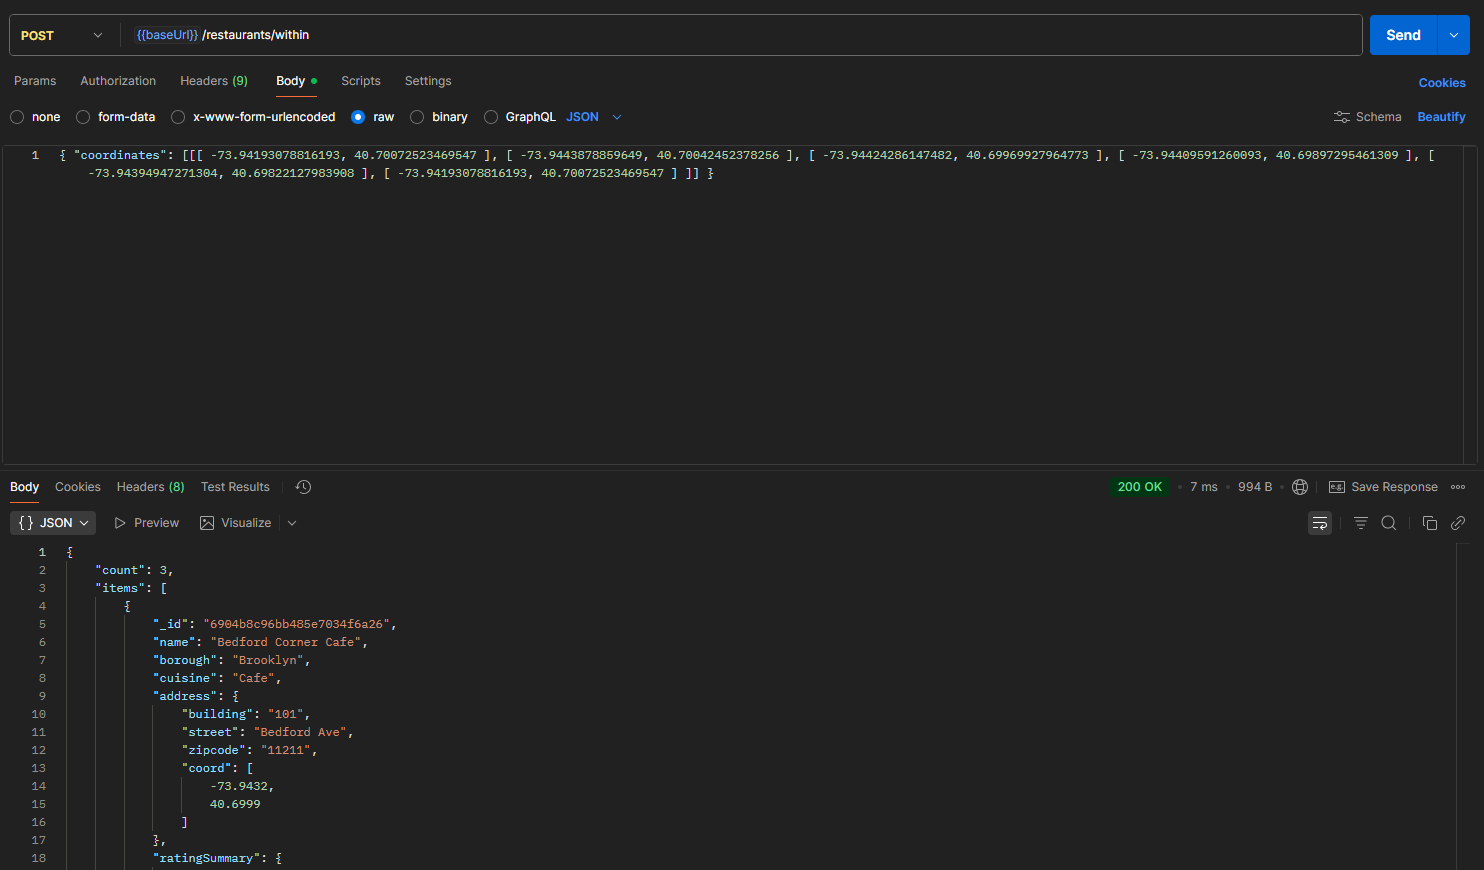 POST {{baseUrl}} /restaurants/within Send
Params Authorization Headers (9) Body Scripts Settings Cookies
none form-data x-www-form-urlencoded raw binary GraphQL JSON Schema Beautify
1 { "coordinates": [[[ -73.94193078816193, 40.70072523469547 ], [ -73.9443878859649, 40.70042452378256 ], [ -73.94424286147482, 40.69969927964773 ], [ -73.94409591260093, 40.69897295461309 ], [
-73.94394947271304, 40.69822127983908 ], [ -73.94193078816193, 40.70072523469547 ] ]] }
Body Cookies Headers (8) Test Results 200 OK 7 ms 994 B e.g. Save Response
{} JSON Preview Visualize
1 {
2 "count": 3,
3 "items": [
4 {
5 "_id": "6904b8c96bb485e7034f6a26",
6 "name": "Bedford Corner Cafe",
7 "borough": "Brooklyn",
8 "cuisine": "Cafe",
9 "address": {
10 "building": "101",
11 "street": "Bedford Ave",
12 "zipcode": "11211",
13 "coord": [
14 -73.9432,
15 40.6999
16 ]
17 },
18 "ratingSummary": {